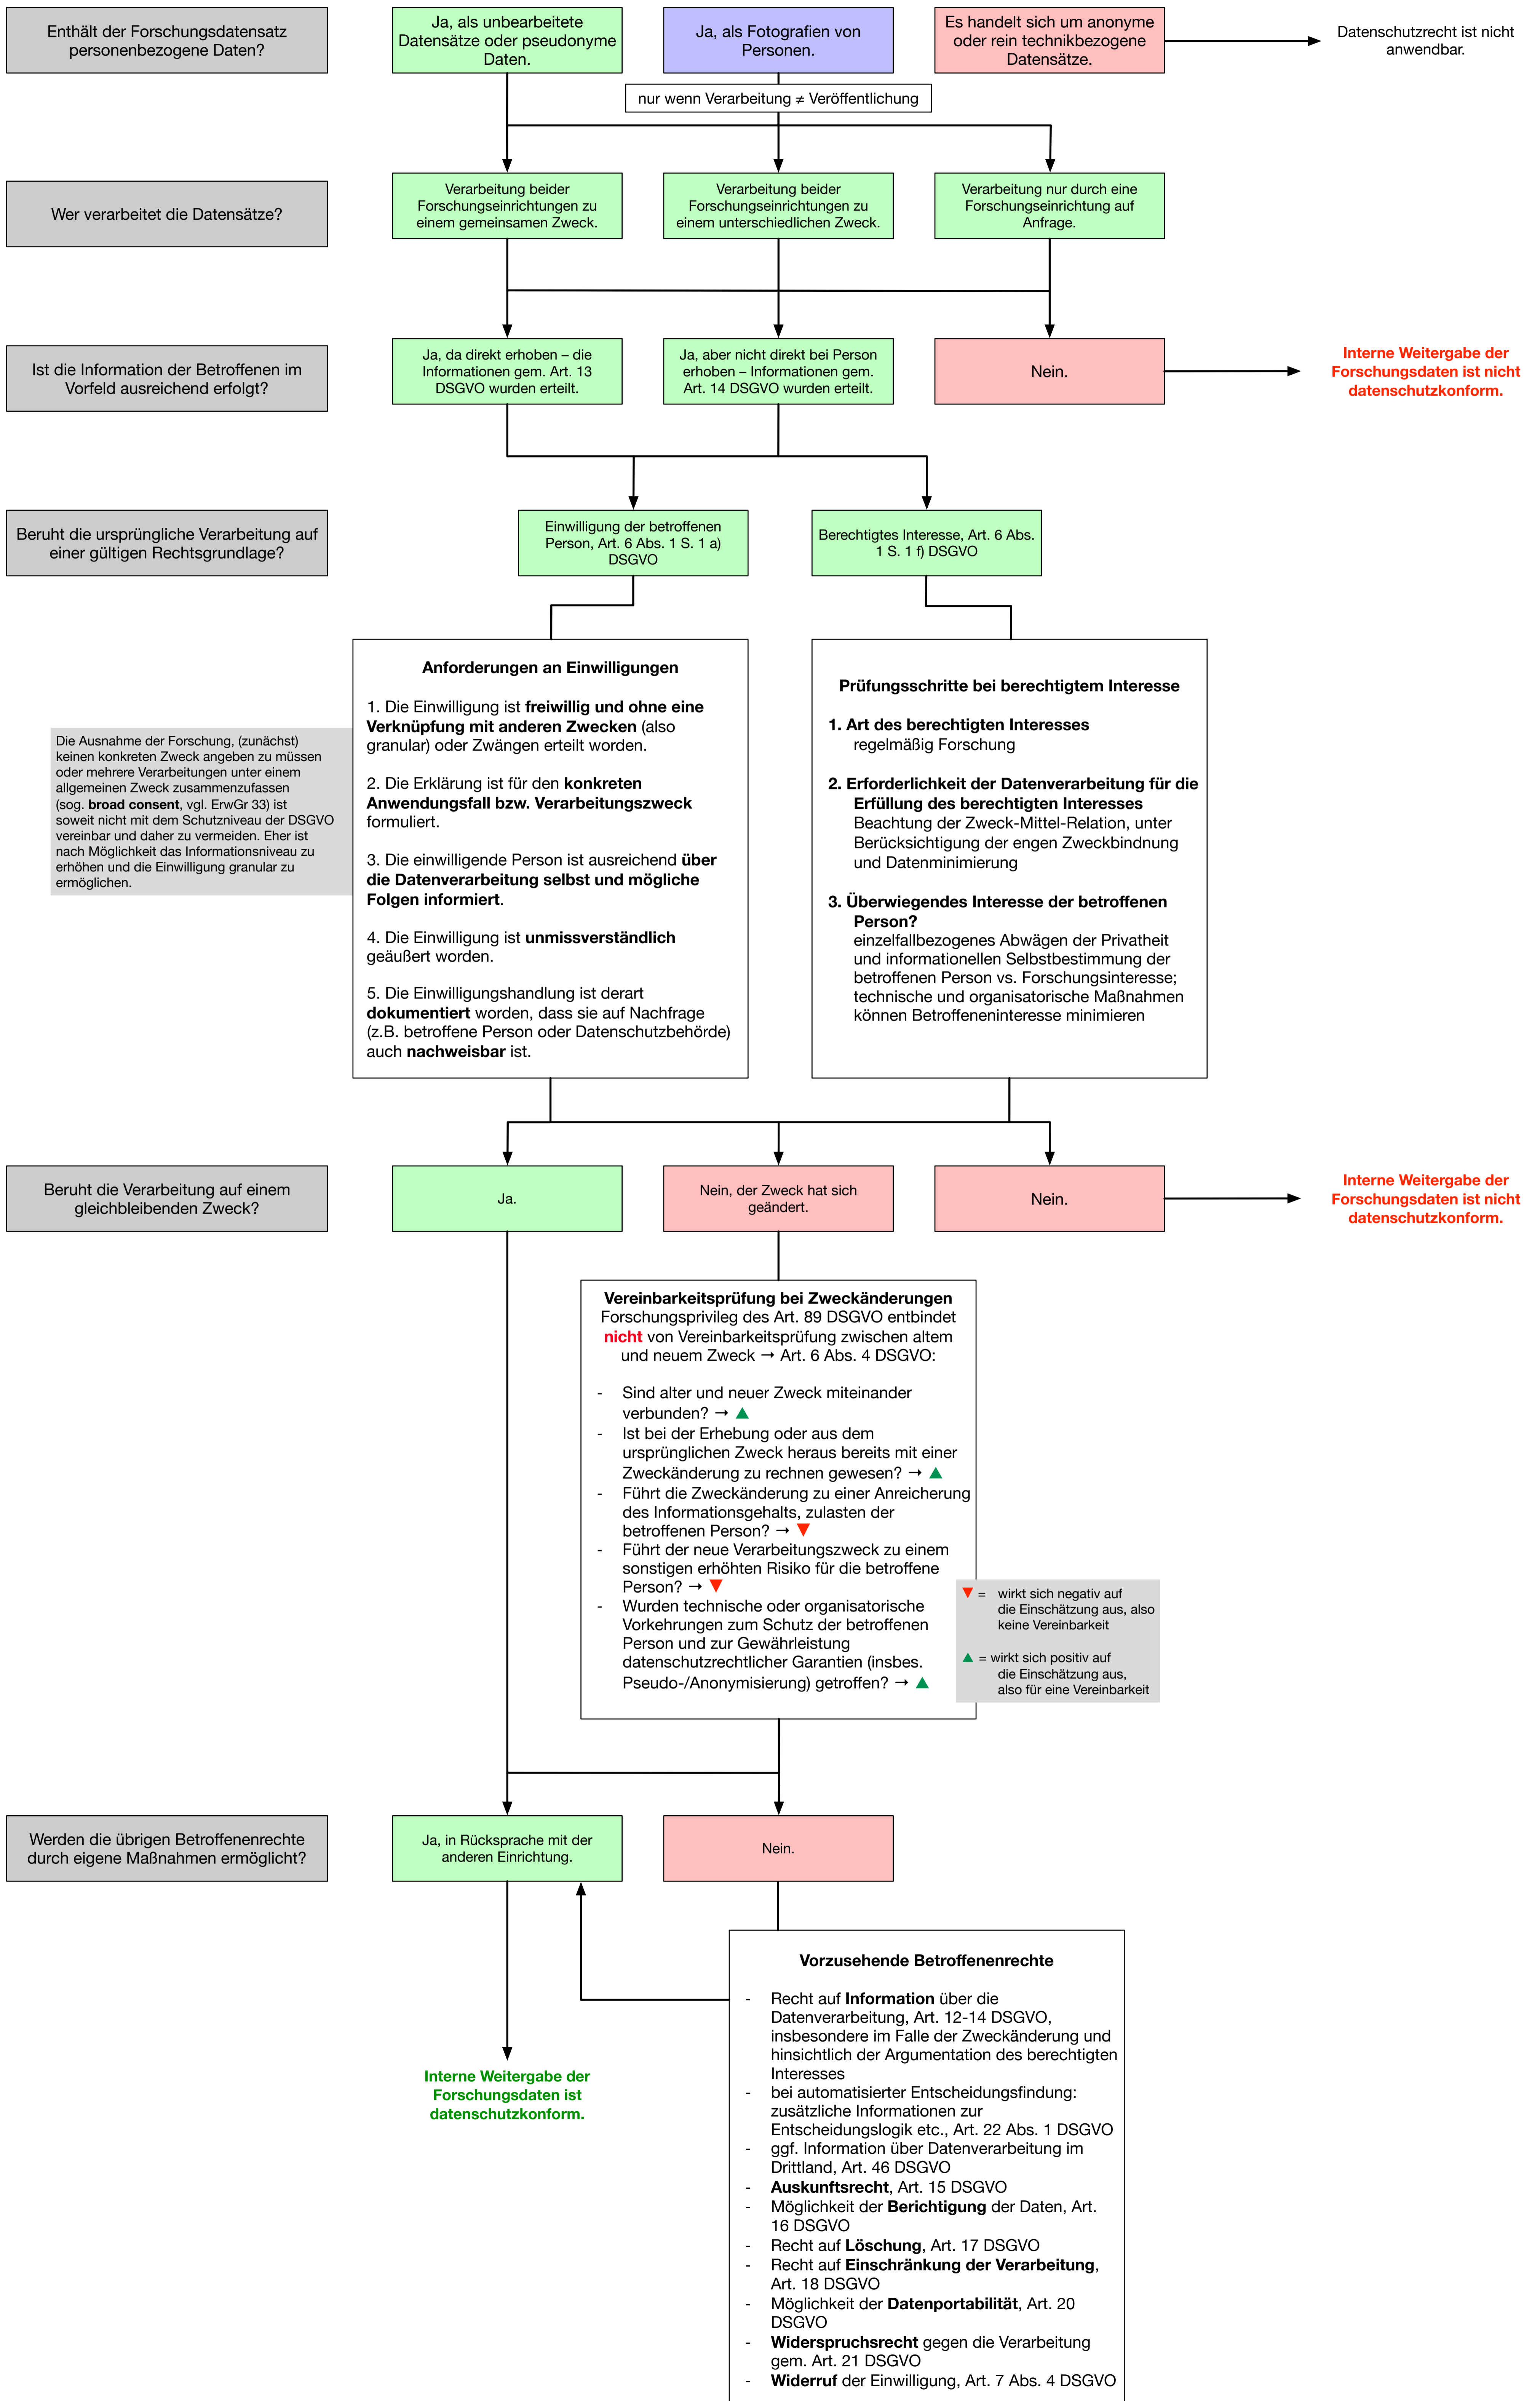 Enthält der Forschungsdatensatz
personenbezogene Daten?
Ja, als unbearbeitete
Datensätze oder pseudonyme
Daten.
Ja, als Fotografien von
Personen.
Es handelt sich um anonyme
oder rein technikbezogene
Datensätze.
Datenschutzrecht ist nicht
anwendbar.
nur wenn Verarbeitung ≠ Veröffentlichung
Wer verarbeitet die Datensätze?
Verarbeitung beider
Forschungseinrichtungen zu
einem gemeinsamen Zweck.
Verarbeitung beider
Forschungseinrichtungen zu
einem unterschiedlichen Zweck.
Verarbeitung nur durch eine
Forschungseinrichtung auf
Anfrage.
Ist die Information der Betroffenen im
Vorfeld ausreichend erfolgt?
Ja, da direkt erhoben – die
Informationen gem. Art. 13
DSGVO wurden erteilt.
Ja, aber nicht direkt bei Person
erhoben – Informationen gem.
Art. 14 DSGVO wurden erteilt.
Nein.
Interne Weitergabe der
Forschungsdaten ist nicht
datenschutzkonform.
Beruht die ursprüngliche Verarbeitung auf
einer gültigen Rechtsgrundlage?
Einwilligung der betroffenen
Person, Art. 6 Abs. 1 S. 1 a)
DSGVO
Berechtigtes Interesse, Art. 6 Abs.
1 S. 1 f) DSGVO
Die Ausnahme der Forschung, (zunächst)
keinen konkreten Zweck angeben zu müssen
oder mehrere Verarbeitungen unter einem
allgemeinen Zweck zusammenzufassen
(sog. broad consent, vgl. ErwGr 33) ist
soweit nicht mit dem Schutzniveau der DSGVO
vereinbar und daher zu vermeiden. Eher ist
nach Möglichkeit das Informationsniveau zu
erhöhen und die Einwilligung granular zu
ermöglichen.
Anforderungen an Einwilligungen
1. Die Einwilligung ist freiwillig und ohne eine
Verknüpfung mit anderen Zwecken (also
granular) oder Zwängen erteilt worden.
2. Die Erklärung ist für den konkreten
Anwendungsfall bzw. Verarbeitungszweck
formuliert.
3. Die einwilligende Person ist ausreichend über
die Datenverarbeitung selbst und mögliche
Folgen informiert.
4. Die Einwilligung ist unmissverständlich
geäußert worden.
5. Die Einwilligungshandlung ist derart
dokumentiert worden, dass sie auf Nachfrage
(z.B. betroffene Person oder Datenschutzbehörde)
auch nachweisbar ist.
Prüfungsschritte bei berechtigtem Interesse
1. Art des berechtigten Interesses
regelmäßig Forschung
2. Erforderlichkeit der Datenverarbeitung für die
Erfüllung des berechtigten Interesses
Beachtung der Zweck-Mittel-Relation, unter
Berücksichtigung der engen Zweckbindung
und Datenminimierung
3. Überwiegendes Interesse der betroffenen
Person?
einzelfallbezogenes Abwägen der Privatheit
und informationellen Selbstbestimmung der
betroffenen Person vs. Forschungsinteresse;
technische und organisatorische Maßnahmen
können Betroffeneninteresse minimieren
Beruht die Verarbeitung auf einem
gleichbleibenden Zweck?
Ja.
Nein, der Zweck hat sich
geändert.
Nein.
Interne Weitergabe der
Forschungsdaten ist nicht
datenschutzkonform.
Vereinbarkeitsprüfung bei Zweckänderungen
Forschungsprivileg des Art. 89 DSGVO entbindet
nicht von Vereinbarkeitsprüfung zwischen altem
und neuem Zweck → Art. 6 Abs. 4 DSGVO:
- Sind alter und neuer Zweck miteinander
verbunden? → ▲
- Ist bei der Erhebung oder aus dem
ursprünglichen Zweck heraus bereits mit einer
Zweckänderung zu rechnen gewesen? → ▲
- Führt die Zweckänderung zu einer Anreicherung
des Informationsgehalts, zulasten der
betroffenen Person? → ▼
- Führt der neue Verarbeitungszweck zu einem
sonstigen erhöhten Risiko für die betroffene
Person? → ▼
- Wurden technische oder organisatorische
Vorkehrungen zum Schutz der betroffenen
Person und zur Gewährleistung
datenschutzrechtlicher Garantien (insbes.
Pseudo-/Anonymisierung) getroffen? → ▲
▼ = wirkt sich negativ auf
die Einschätzung aus, also
keine Vereinbarkeit
▲ = wirkt sich positiv auf
die Einschätzung aus,
also für eine Vereinbarkeit
Werden die übrigen Betroffenenrechte
durch eigene Maßnahmen ermöglicht?
Ja, in Rücksprache mit der
anderen Einrichtung.
Nein.
Interne Weitergabe der
Forschungsdaten ist
datenschutzkonform.
Vorzusehende Betroffenenrechte
- Recht auf Information über die
Datenverarbeitung, Art. 12-14 DSGVO,
insbesondere im Falle der Zweckänderung und
hinsichtlich der Argumentation des berechtigten
Interesses
- bei automatisierter Entscheidungsfindung:
zusätzliche Informationen zur
Entscheidungslogik etc., Art. 22 Abs. 1 DSGVO
- ggf. Information über Datenverarbeitung im
Drittland, Art. 46 DSGVO
- Auskunftsrecht, Art. 15 DSGVO
- Möglichkeit der Berichtigung der Daten, Art.
16 DSGVO
- Recht auf Löschung, Art. 17 DSGVO
- Recht auf Einschränkung der Verarbeitung,
Art. 18 DSGVO
- Möglichkeit der Datenportabilität, Art. 20
DSGVO
- Widerspruchsrecht gegen die Verarbeitung
gem. Art. 21 DSGVO
- Widerruf der Einwilligung, Art. 7 Abs. 4 DSGVO